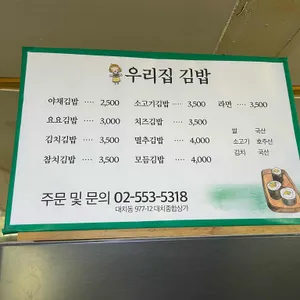 우리집 김밥
야채김밥 ···· 2,500 소고기김밥 ···· 3,500 라면 ···· 3,500
요요김밥 ···· 3,000 치즈김밥 ···· 3,500
김치김밥 ···· 3,500 멸추김밥 ···· 4,000
참치김밥 ···· 3,500 모듬김밥 ···· 4,000
쌀 국산
소고기 호주산
김치 국산
주문 및 문의 02-553-5318
대치동 977-12 대치종합상가